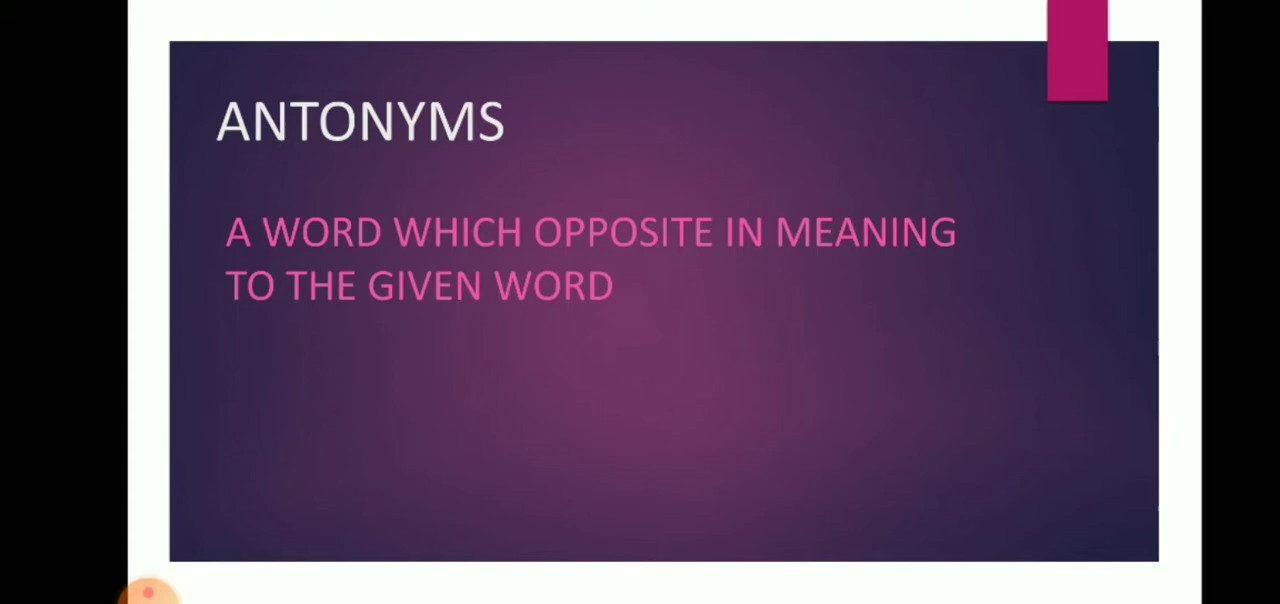 ANTONYMS
A WORD WHICH OPPOSITE IN MEANING
TO THE GIVEN WORD